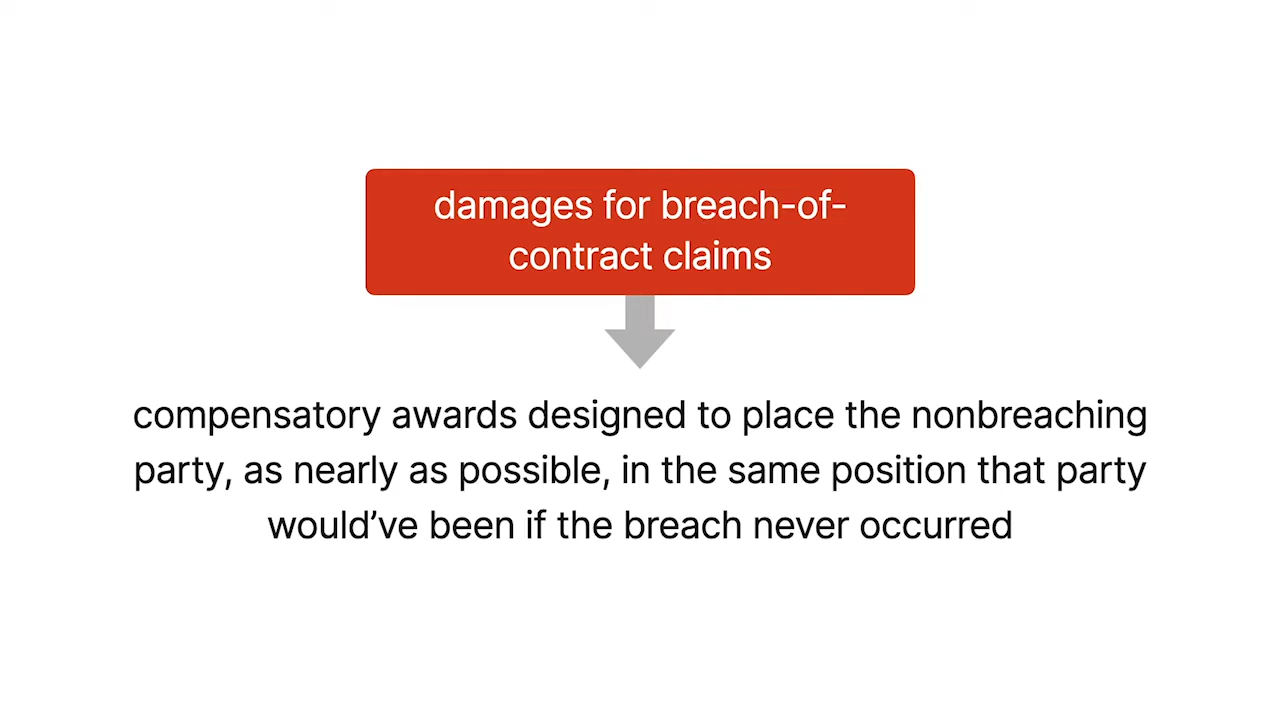 damages for breach-of-
contract claims
compensatory awards designed to place the nonbreaching
party, as nearly as possible, in the same position that party
would’ve been if the breach never occurred